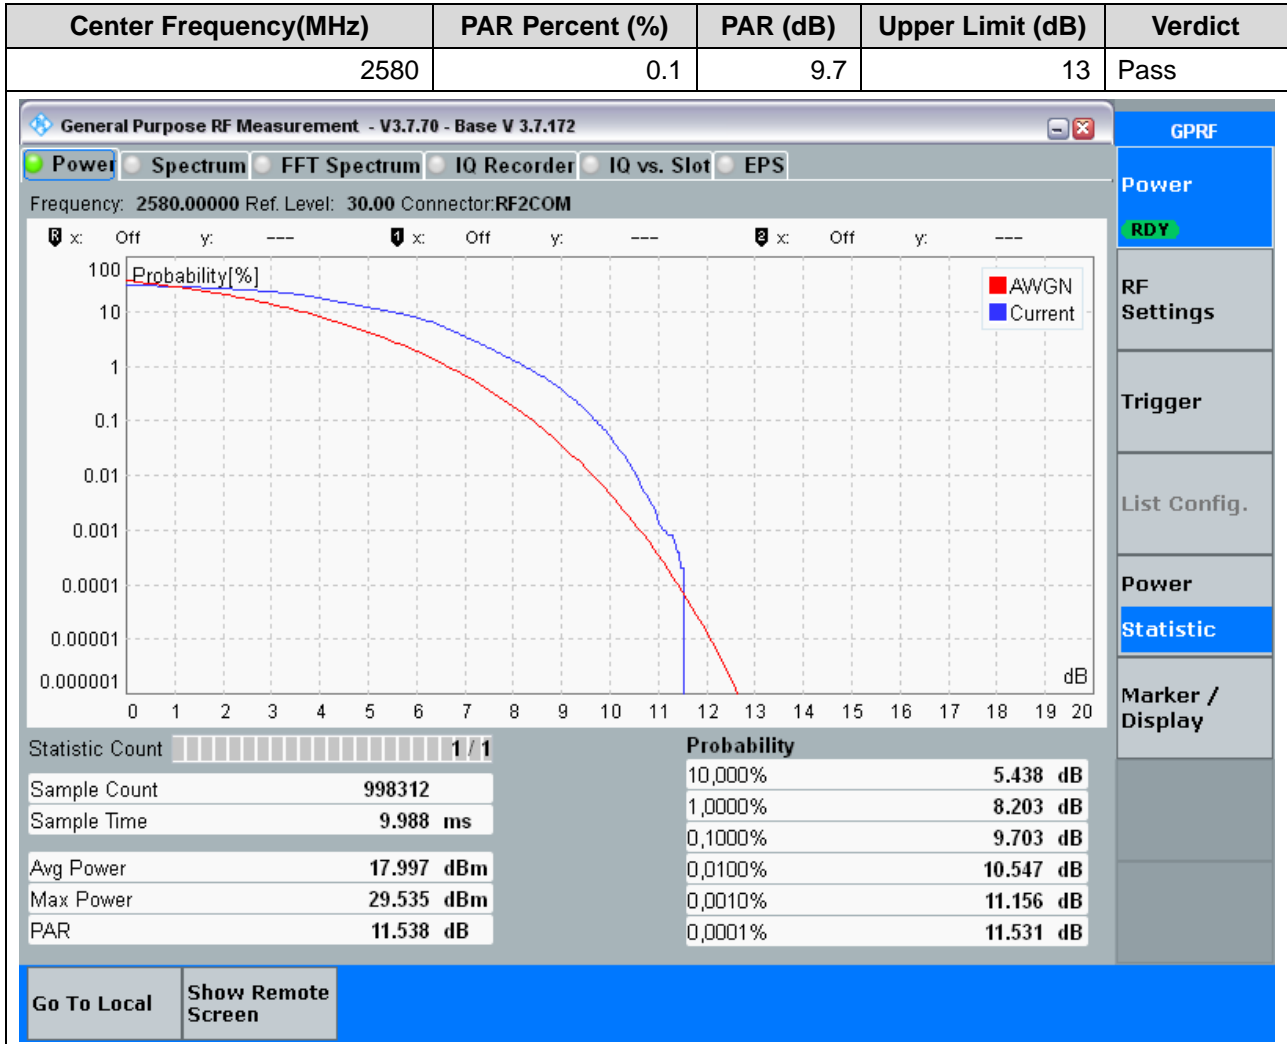 Center Frequency(MHz) PAR Percent (%) PAR (dB) Upper Limit (dB) Verdict
2580 0.1 9.7 13 Pass
General Purpose RF Measurement - V3.7.70 - Base V 3.7.172
GPRF
Power Spectrum FFT Spectrum IQ Recorder IQ vs. Slot EPS
Power
RDY
Frequency: 2580.00000 Ref. Level: 30.00 Connector:RF2COM
R x: Off y: --- 1 x: Off y: --- 2 x: Off y: ---
100 Probability[%]
AWGN
Current
RF
Settings
10
1
Trigger
0.1
0.01
List Config.
0.001
0.0001
Power
Statistic
0.00001
0.000001
dB
Marker /
Display
0 1 2 3 4 5 6 7 8 9 10 11 12 13 14 15 16 17 18 19 20
Statistic Count 1 / 1
Sample Count 998312
Sample Time 9.988 ms
Avg Power 17.997 dBm
Max Power 29.535 dBm
PAR 11.538 dB
Probability
10,000% 5.438 dB
1,0000% 8.203 dB
0,1000% 9.703 dB
0,0100% 10.547 dB
0,0010% 11.156 dB
0,0001% 11.531 dB
Go To Local
Show Remote
Screen